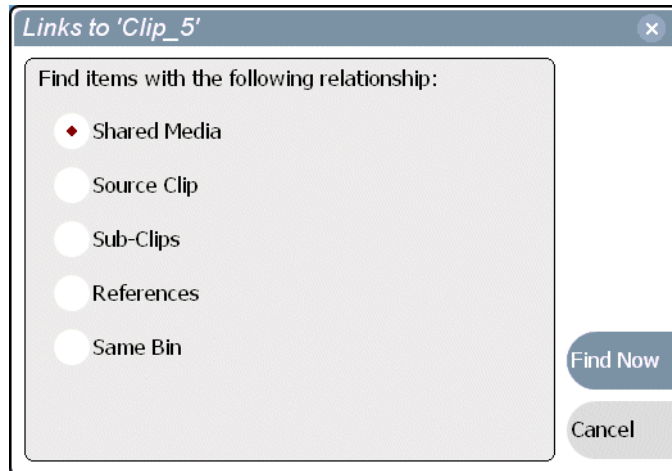 Links to 'Clip_5'
Find items with the following relationship:
Shared Media
Source Clip
Sub-Clips
References
Same Bin
Find Now
Cancel